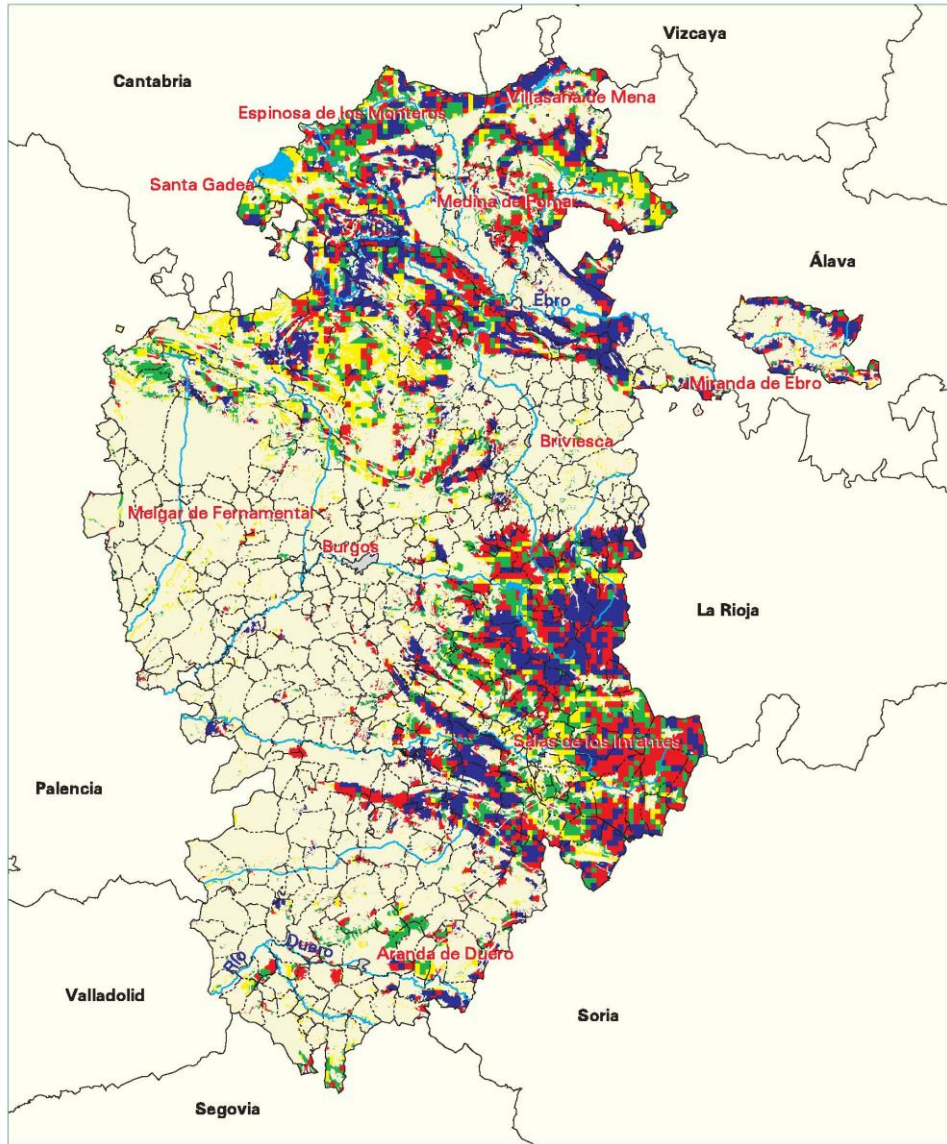 Vizcaya
Cantabria
Villasana de Mena
Espinosa de los Monteros
Santa Gadea
Medina de Pomar
Álava
Ebro
Miranda de Ebro
Briviesca
Melgar de Fernamental
Burgos
La Rioja
Salas de los Infantes
Palencia
Río Duero
Aranda de Duero
Valladolid
Soria
Segovia